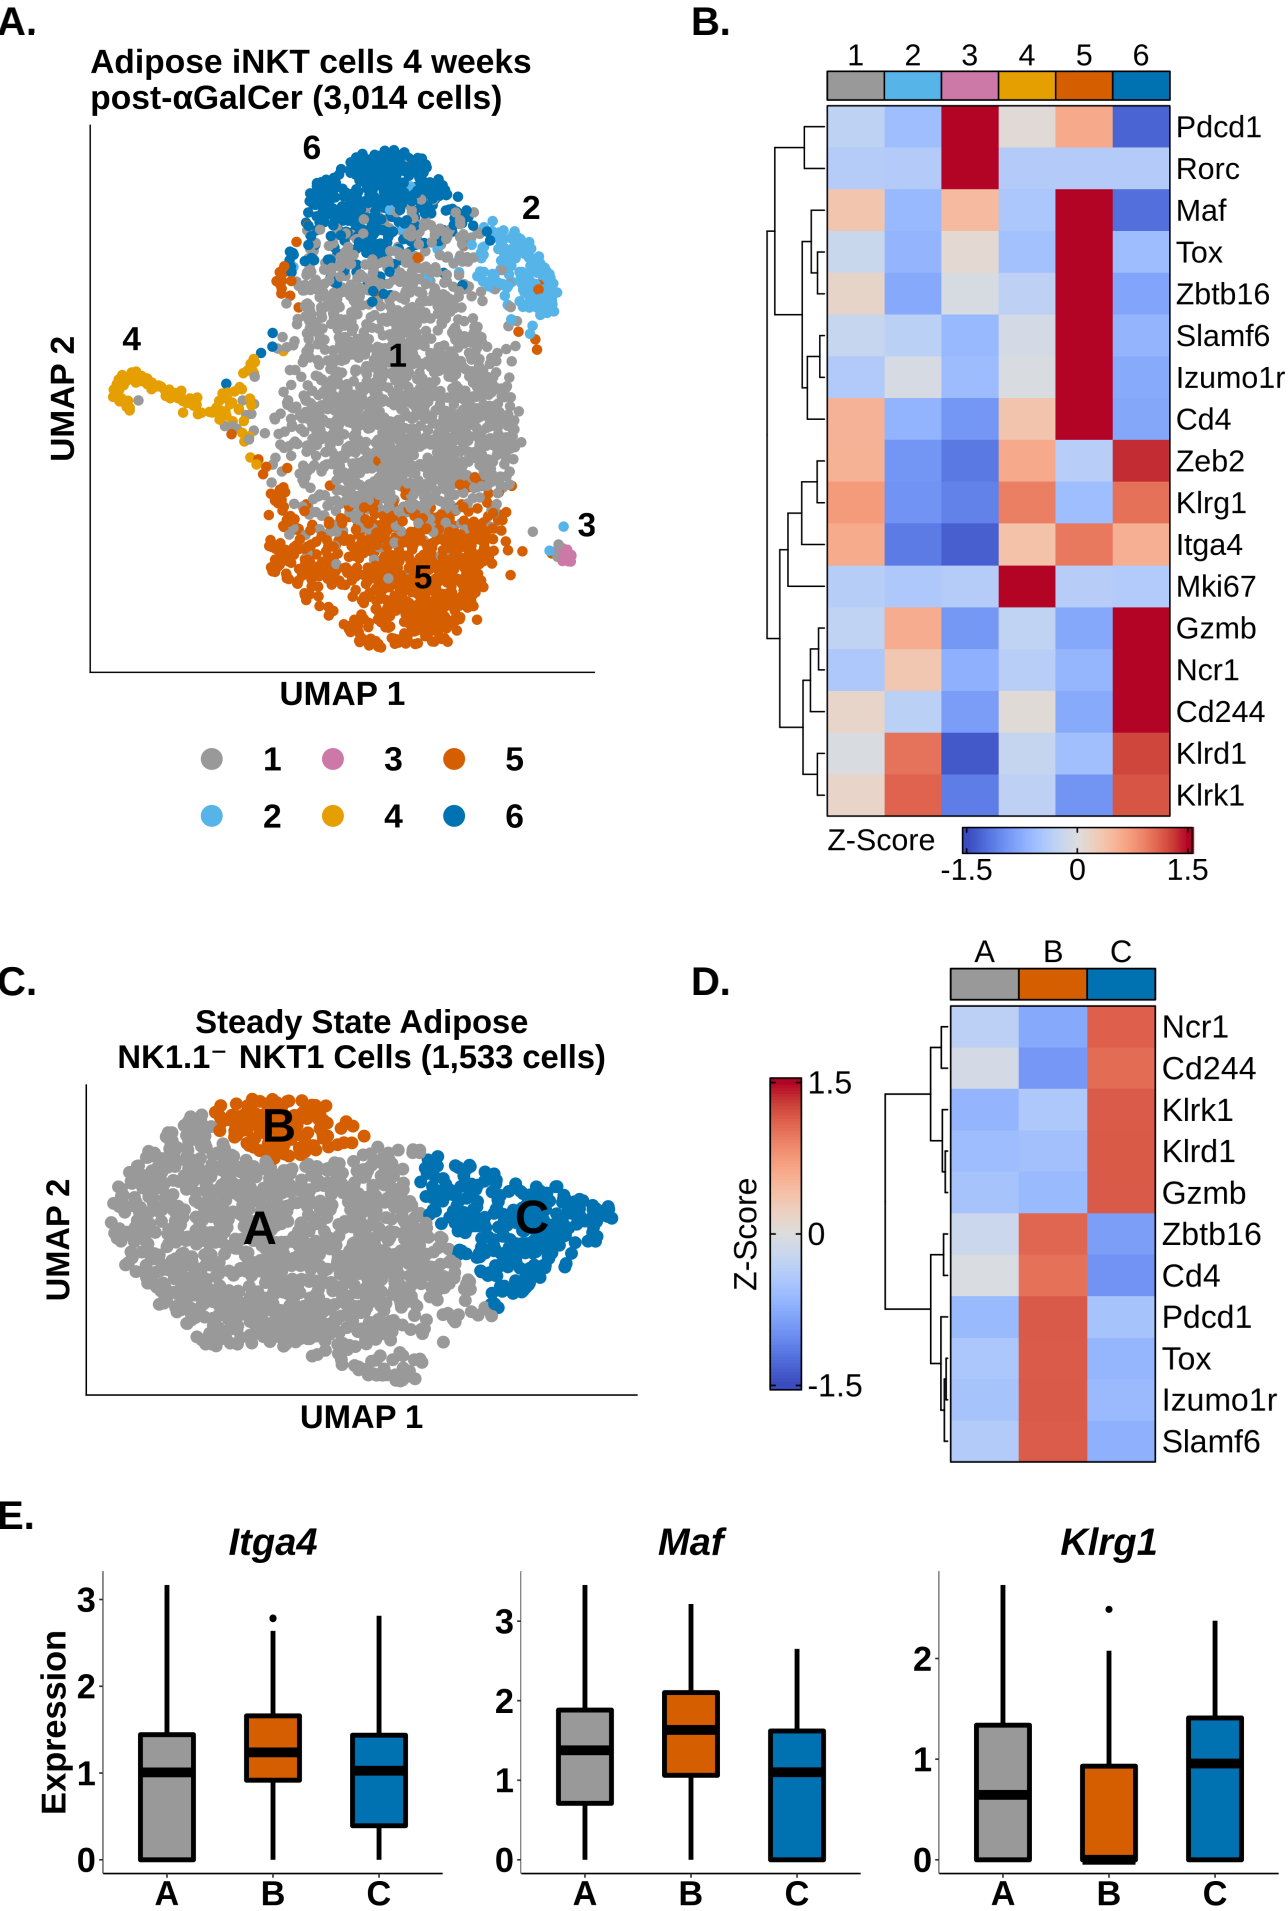 A.
Adipose iNKT cells 4 weeks
post-αGalCer (3,014 cells)
6
2
4
1
3
5
UMAP 2
UMAP 1
1
3
5
2
4
6
B.
1 2 3 4 5 6
Pdcd1
Rorc
Maf
Tox
Zbtb16
Slamf6
Izumo1r
Cd4
Zeb2
Klrg1
Itga4
Mki67
Gzmb
Ncr1
Cd244
Klrd1
Klrk1
Z-Score
-1.5 0 1.5
C.
Steady State Adipose
NK1.1⁻ NKT1 Cells (1,533 cells)
B
A
C
UMAP 2
UMAP 1
D.
A B C
Z-Score
1.5
0
-1.5
Ncr1
Cd244
Klrk1
Klrd1
Gzmb
Zbtb16
Cd4
Pdcd1
Tox
Izumo1r
Slamf6
E.
Expression
Itga4
3
2
1
0
A B C
Maf
3
2
1
0
A B C
Klrg1
2
1
0
A B C